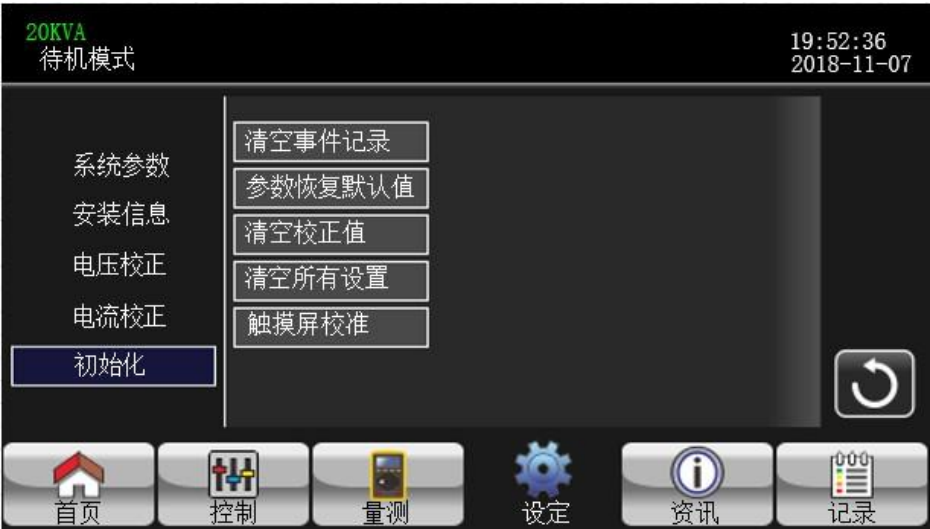 20KVA
待机模式
19:52:36
2018-11-07
系统参数
安装信息
电压校正
电流校正
初始化
清空事件记录
参数恢复默认值
清空校正值
清空所有设置
触摸屏校准
首页
控制
量测
设定
资讯
记录